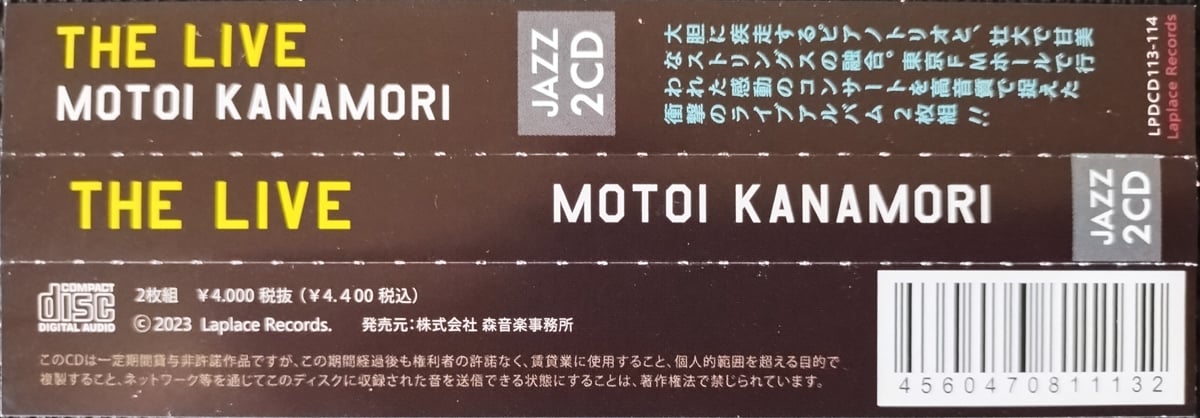 THE LIVE
MOTOI KANAMORI
JAZZ
2CD
大胆に疾走するピアノトリオと、壮大で甘美
なストリングスの融合。東京FMホールで行
われた感動のコンサートを高音質で捉えた
衝撃のライブアルバム2枚組!!
LPDCD113-114
Laplace Records
THE LIVE
MOTOI KANAMORI
JAZZ
2CD
COMPACT
disc
DIGITAL AUDIO
2枚組 ￥4.000 税抜（￥4.400 税込）
©2023 Laplace Records. 発売元：株式会社 森音楽事務所
このCDは一定期間貸与非許諾作品ですが、この期間経過後も権利者の許諾なく、賃貸業に使用すること、個人的範囲を超える目的で
複製すること、ネットワーク等を通じてこのディスクに収録された音を送信できる状態にすることは、著作権法で禁じられています。
4560470811132